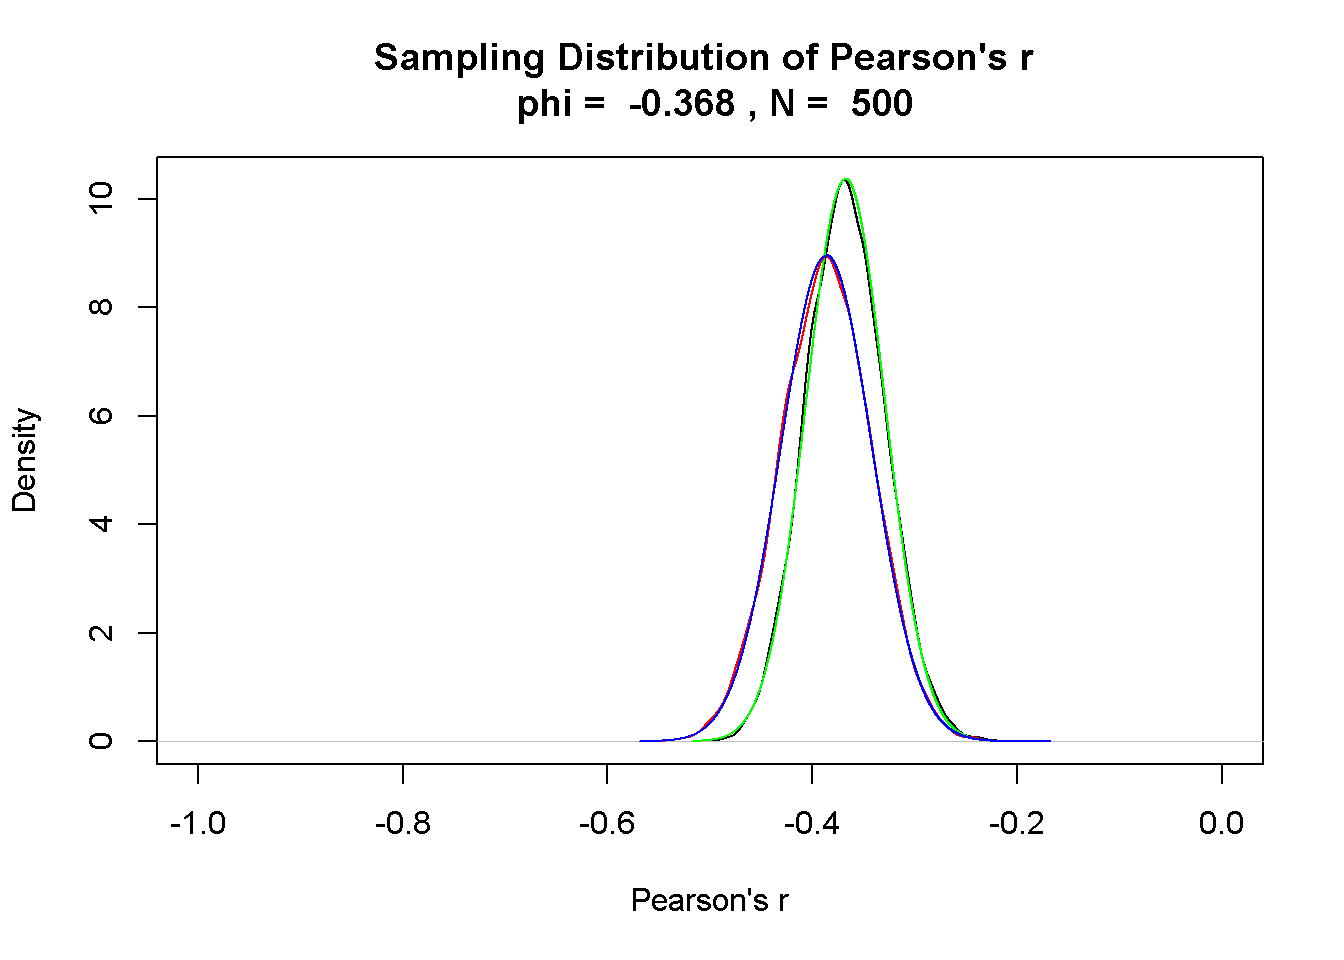 Sampling Distribution of Pearson's r
phi =  -0.368 , N =  500
10
8
6
4
2
0
Density
-1.0 -0.8 -0.6 -0.4 -0.2 0.0
Pearson's r